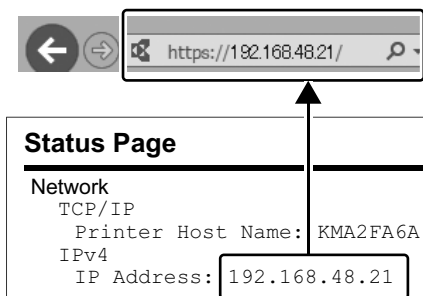 https://192.168.48.21/
Status Page
Network
TCP/IP
Printer Host Name: KMA2FA6A
IPv4
IP Address: 192.168.48.21